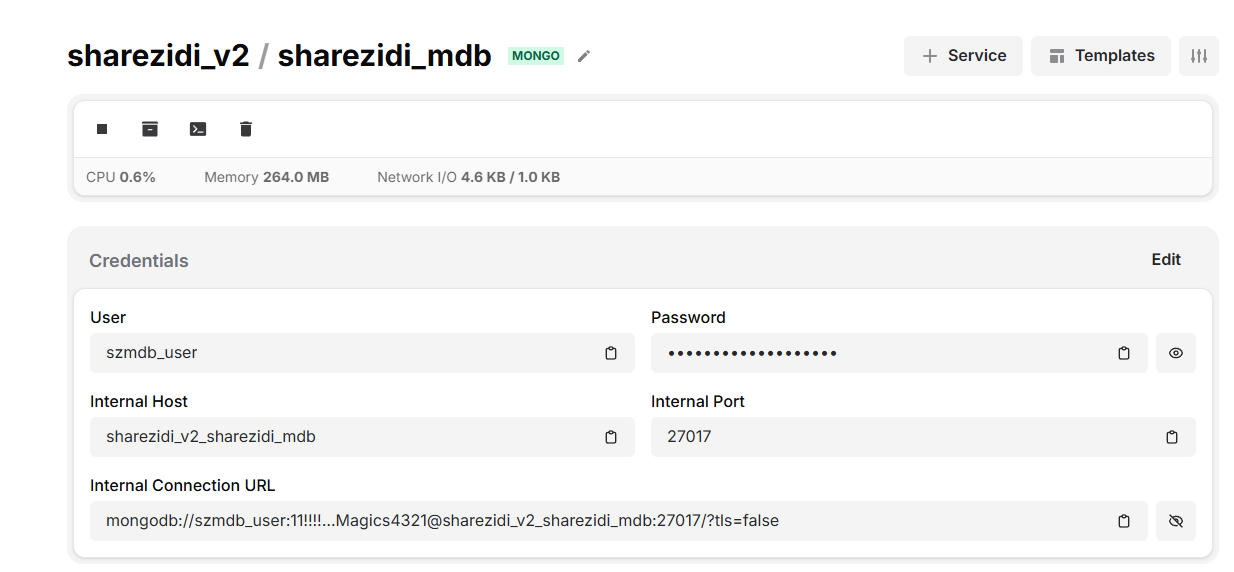 sharezidi_v2 / sharezidi_mdb MONGO
Service
Templates
CPU 0.6%
Memory 264.0 MB
Network I/O 4.6 KB / 1.0 KB
Credentials
Edit
User
szmdb_user
Password
•••••••••••••••••••
Internal Host
sharezidi_v2_sharezidi_mdb
Internal Port
27017
Internal Connection URL
mongodb://szmdb_user:11!!!!...Magics4321@sharezidi_v2_sharezidi_mdb:27017/?tls=false